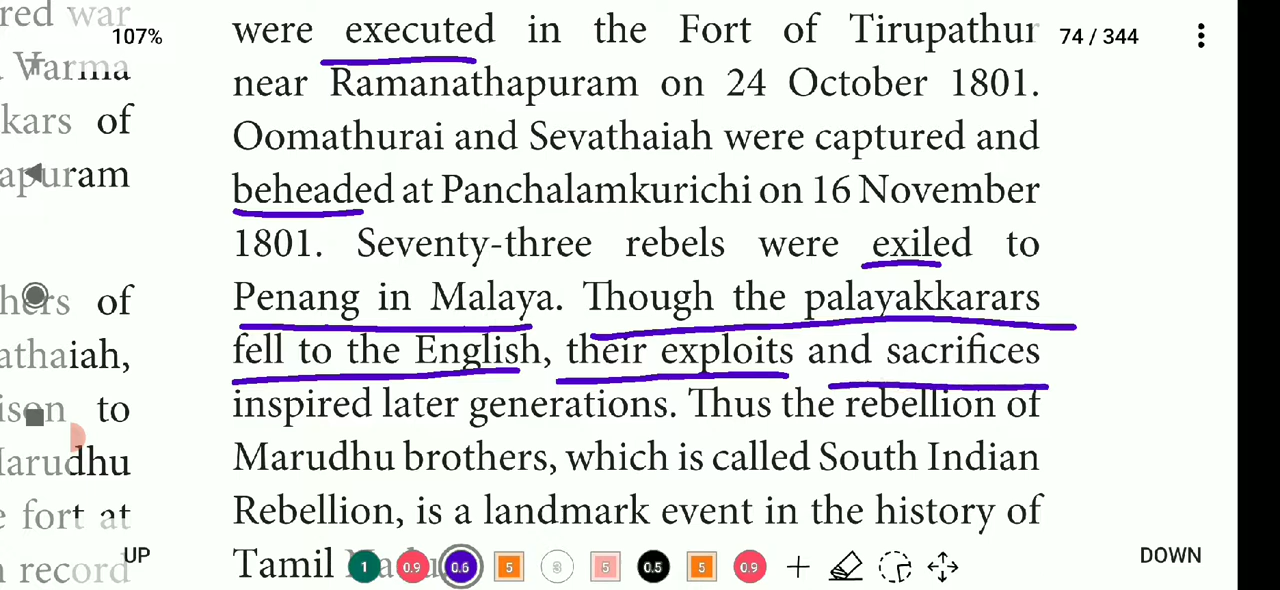 red war
107%
Varma
kars of
apuram
hers of
athaiah,
ison to
Marudhu
e fort at
UP
n record
were executed in the Fort of Tirupathur
near Ramanathapuram on 24 October 1801.
Oomathurai and Sevathaiah were captured and
beheaded at Panchalamkurichi on 16 November
1801. Seventy-three rebels were exiled to
Penang in Malaya. Though the palayakkarars
fell to the English, their exploits and sacrifices
inspired later generations. Thus the rebellion of
Marudhu brothers, which is called South Indian
Rebellion, is a landmark event in the history of
Tamil Nadu.
1 0.9 0.6 5 3 5 0.5 5 0.9
74 / 344
DOWN